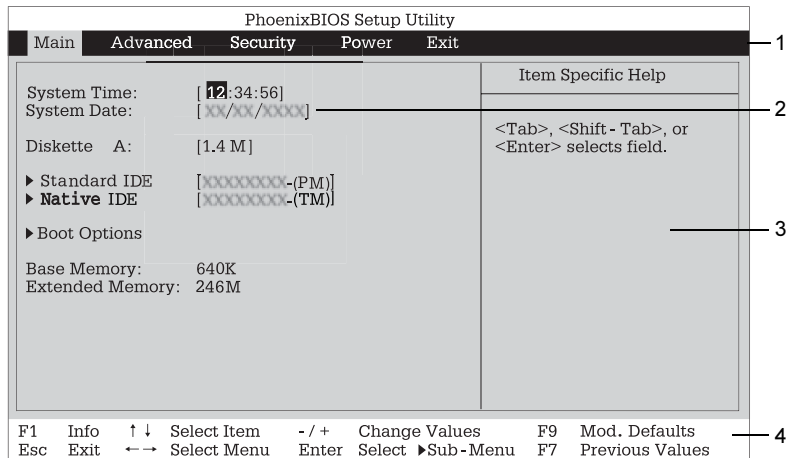 PhoenixBIOS Setup Utility
Main Advanced Security Power Exit
1
Item Specific Help
System Time: [ 12:34:56]
System Date: [ XX/XX/XXXX]
2
<Tab>, <Shift - Tab>, or
<Enter> selects field.
Diskette A: [1.4 M]
▶ Standard IDE [XXXXXXXX-(PM)]
▶ Native IDE [XXXXXXXX-(TM)]
3
▶ Boot Options
Base Memory: 640K
Extended Memory: 246M
F1 Info ↑ ↓ Select Item - / + Change Values F9 Mod. Defaults
4
Esc Exit ←→ Select Menu Enter Select ▶Sub - Menu F7 Previous Values